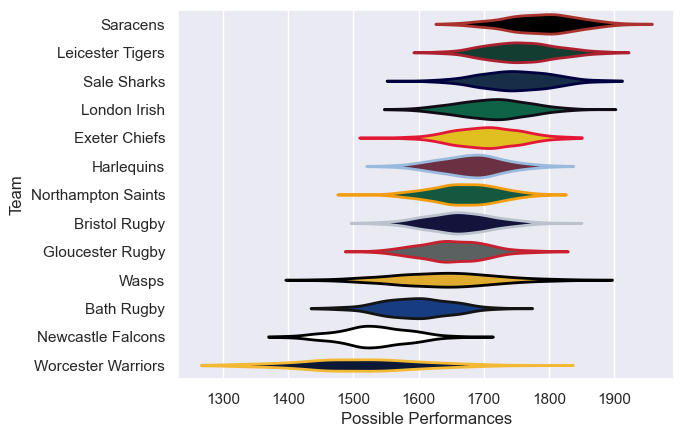 Saracens
Leicester Tigers
Sale Sharks
London Irish
Exeter Chiefs
Harlequins
Northampton Saints
Bristol Rugby
Gloucester Rugby
Wasps
Bath Rugby
Newcastle Falcons
Worcester Warriors
Team
1300 1400 1500 1600 1700 1800 1900
Possible Performances